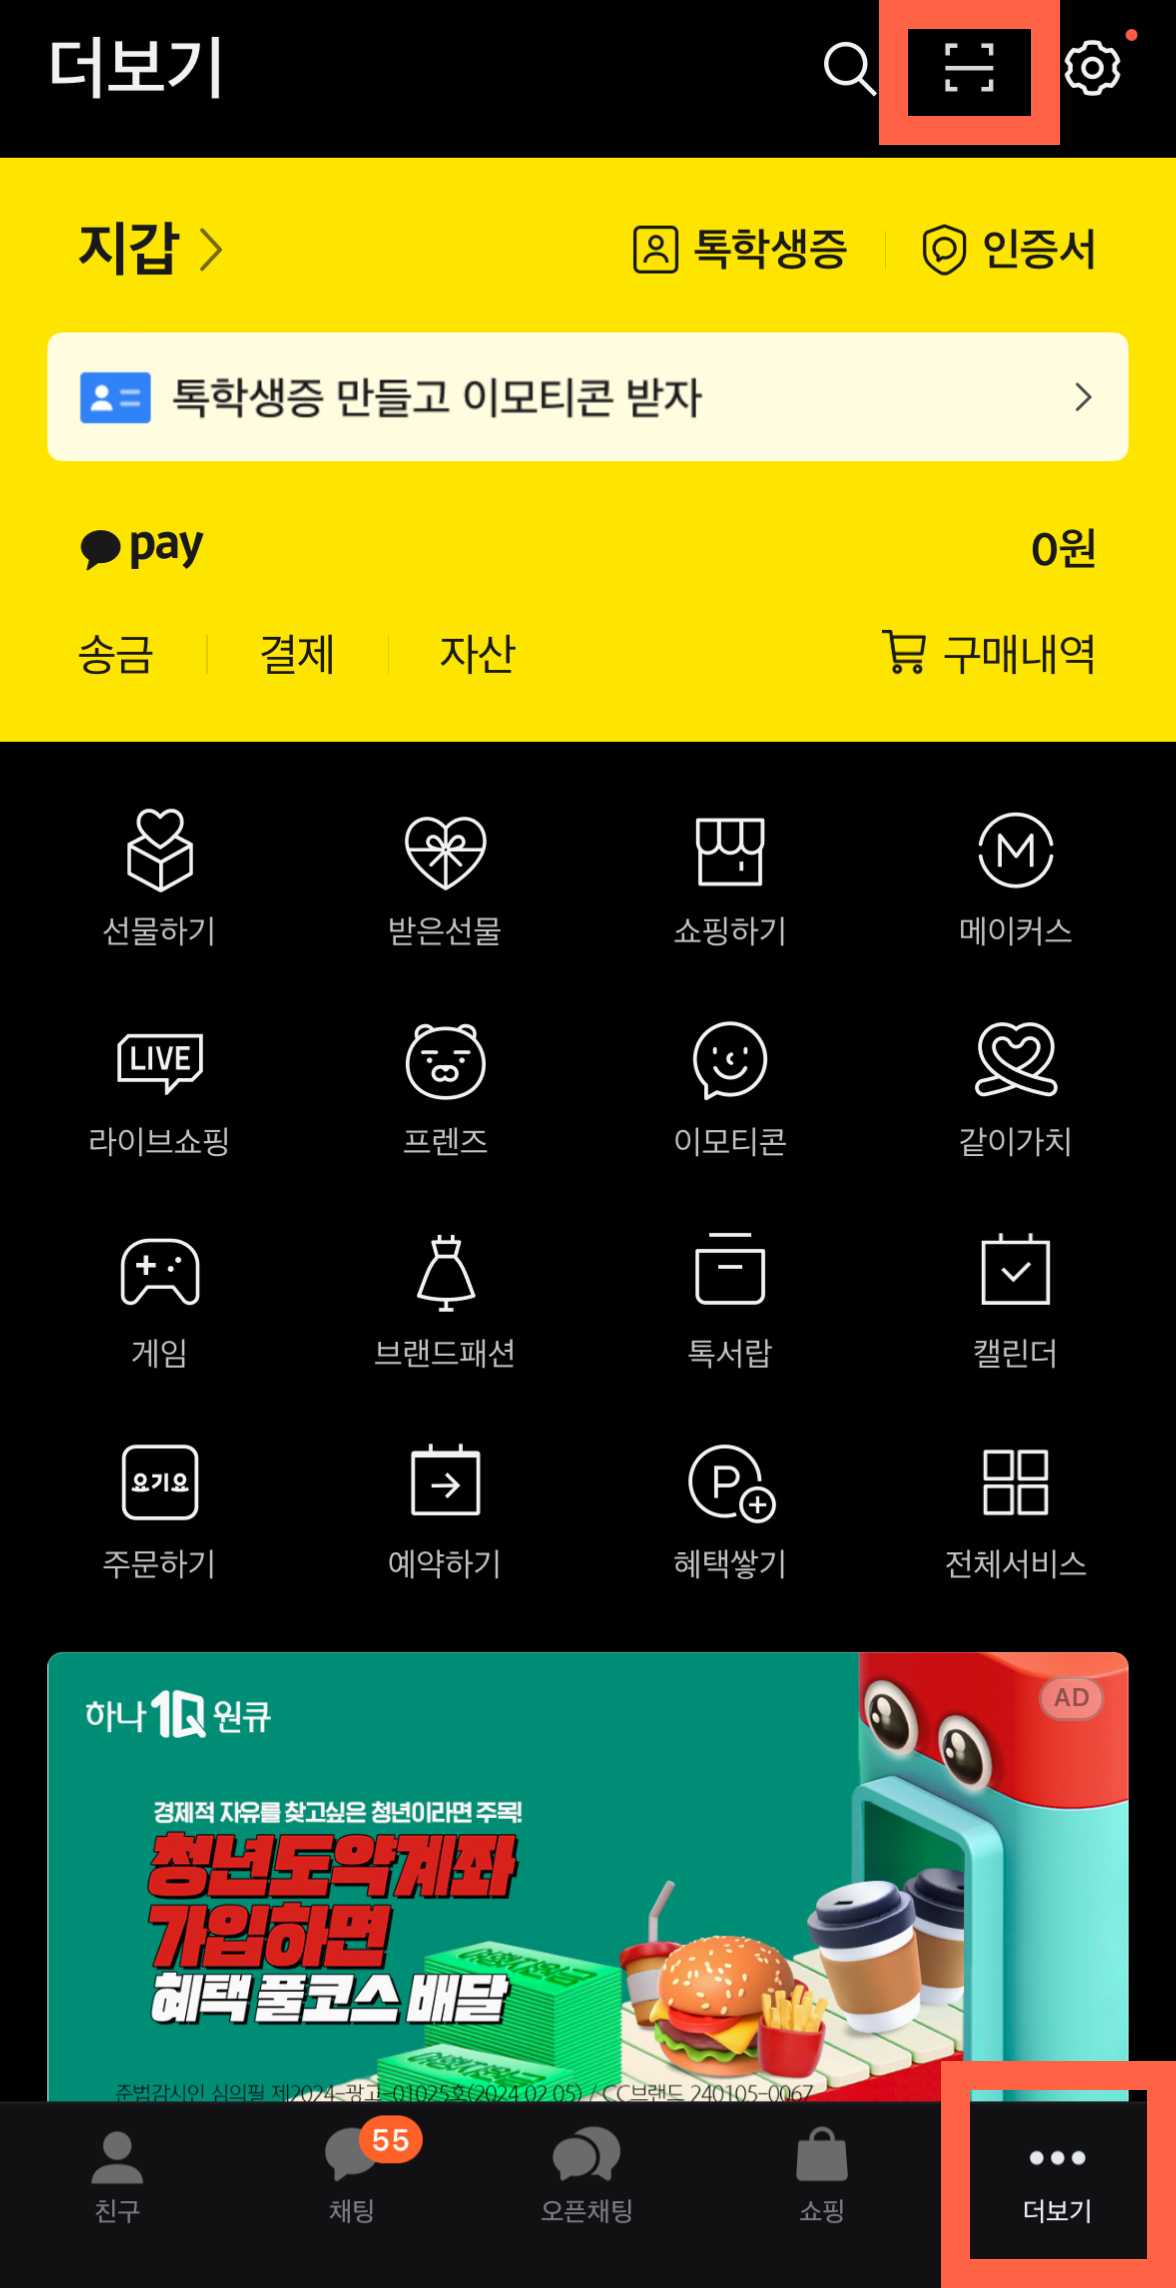 더보기
지갑
톡학생증
인증서
톡학생증 만들고 이모티콘 받자
pay
0원
송금
결제
자산
구매내역
선물하기
받은선물
쇼핑하기
M
메이커스
LIVE
라이브쇼핑
프렌즈
이모티콘
같이가치
게임
브랜드패션
톡서랍
캘린더
요기요
주문하기
예약하기
P
혜택쌓기
전체서비스
하나1Q원큐
AD
경제적 자유를 찾고싶은 청년이라면 주목!
청년도약계좌
가입하면
혜택 풀코스 배달
준법감시인 심의필 제2024-광고-01025호(2024.02.05) / CC브랜드 240105-0067
친구
55
채팅
오픈채팅
쇼핑
더보기